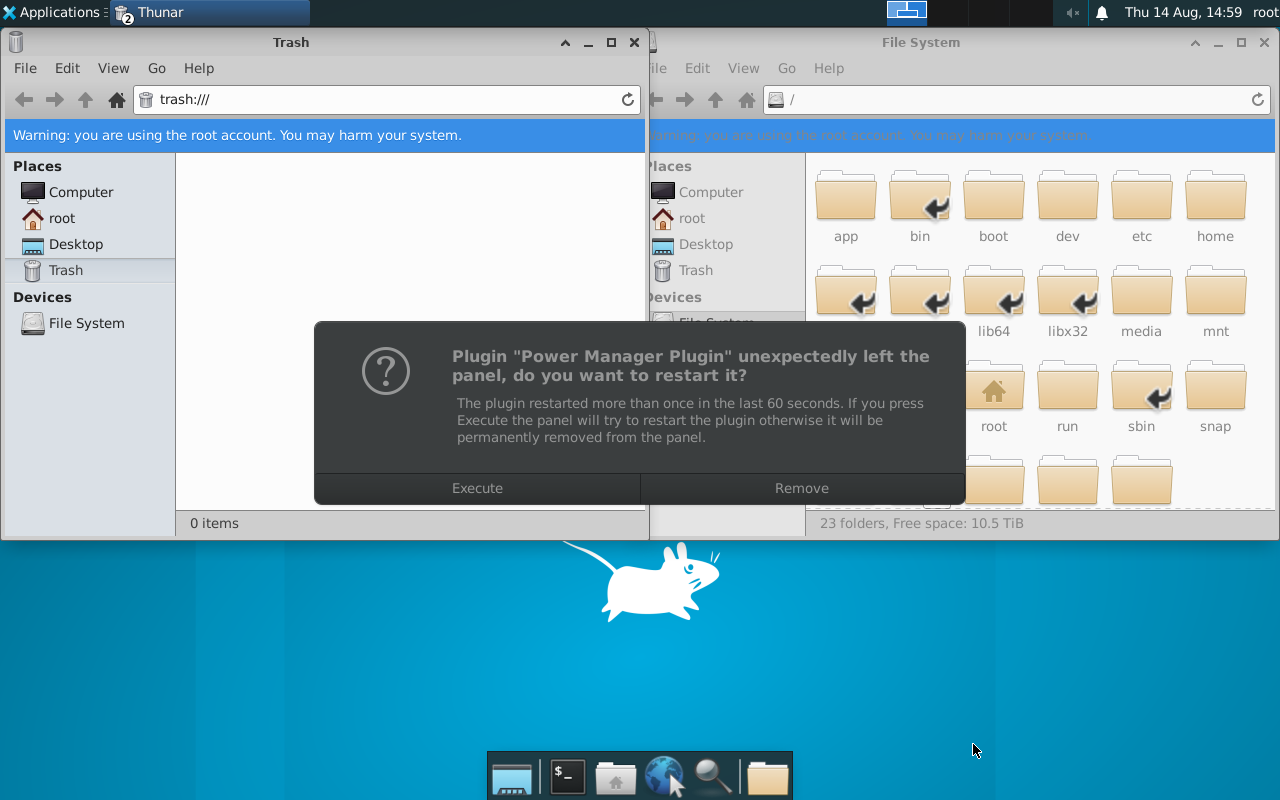 Applications
2
Thunar
Thu 14 Aug, 14:59
root
Trash
File Edit View Go Help
trash:///
Warning: you are using the root account. You may harm your system.
Places
Computer
root
Desktop
Trash
Devices
File System
0 items
File System
File Edit View Go Help
/
Warning: you are using the root account. You may harm your system.
Places
Computer
root
Desktop
Trash
Devices
File System
app bin boot dev etc home
lib64 libx32 media mnt
root run sbin snap
23 folders, Free space: 10.5 TiB
Plugin "Power Manager Plugin" unexpectedly left the
panel, do you want to restart it?
The plugin restarted more than once in the last 60 seconds. If you press
Execute the panel will try to restart the plugin otherwise it will be
permanently removed from the panel.
Execute Remove
$_